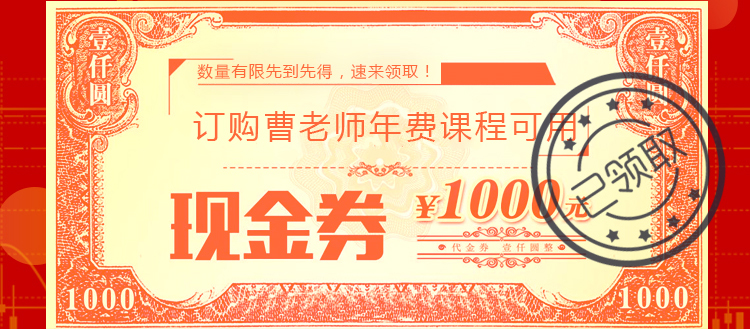 壹仟圆
壹仟圆
数量有限先到先得，速来领取！
订购曹老师年费课程可用
现金券
¥1000元
代金券 壹仟圆整
已领取
1000
1000